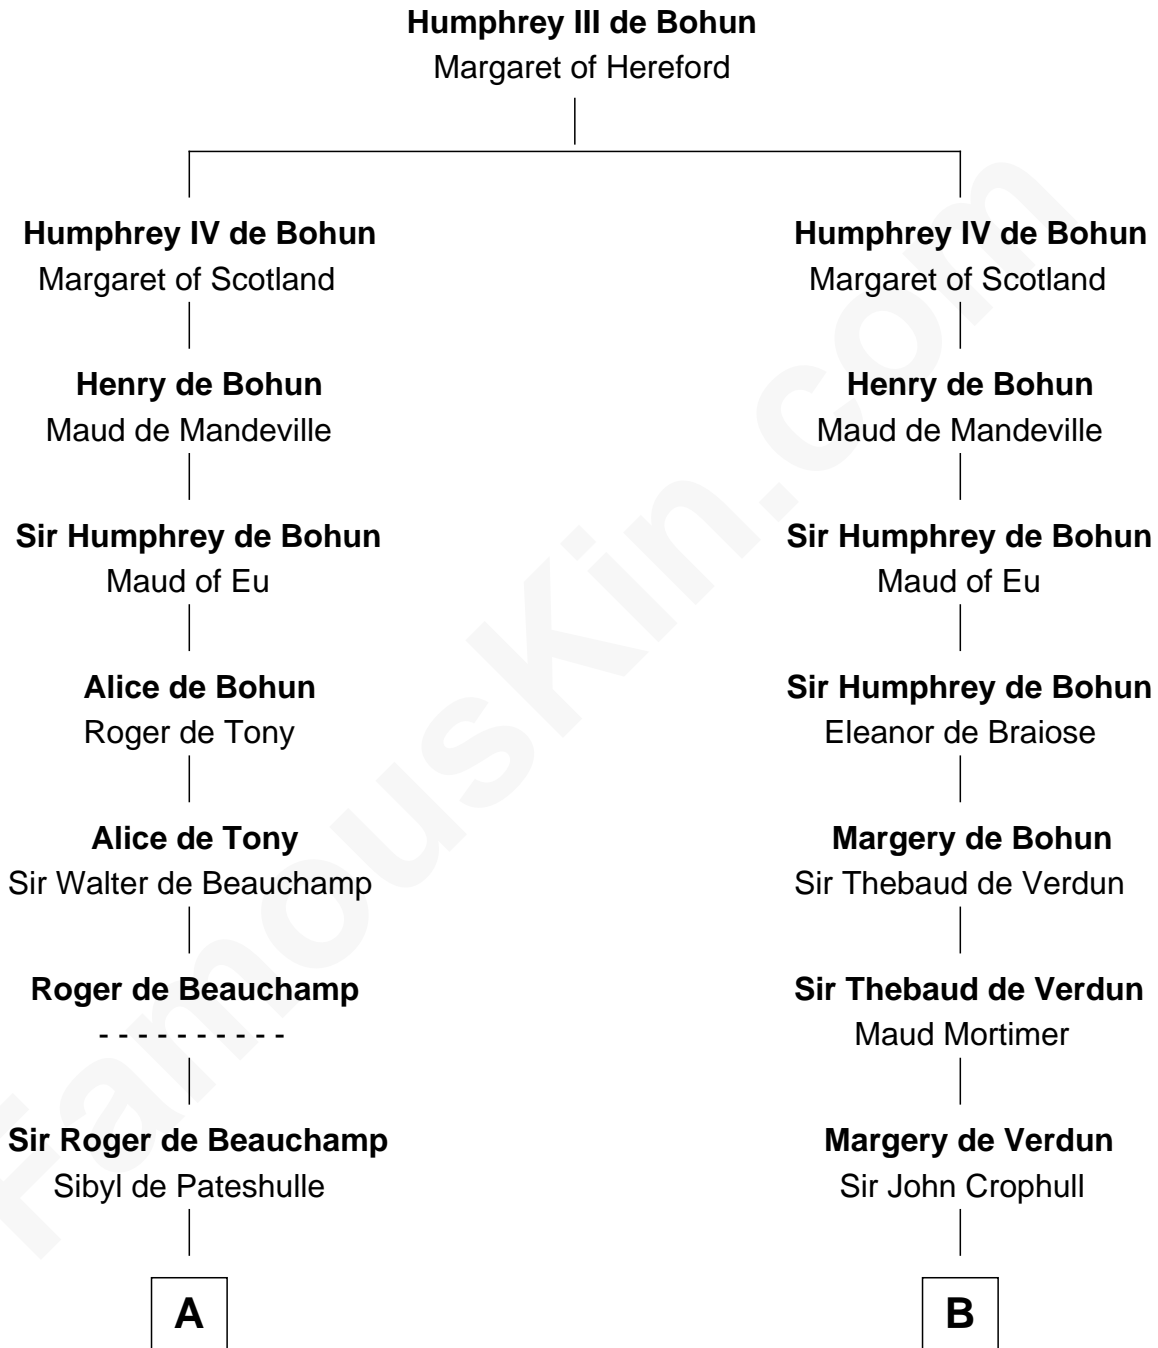 Humphrey III de Bohun
Margaret of Hereford
Humphrey IV de Bohun
Margaret of Scotland
Henry de Bohun
Maud de Mandeville
Sir Humphrey de Bohun
Maud of Eu
Alice de Bohun
Roger de Tony
Alice de Tony
Sir Walter de Beauchamp
Roger de Beauchamp
- - - - - - - - - -
Sir Roger de Beauchamp
Sibyl de Pateshulle
A
Humphrey IV de Bohun
Margaret of Scotland
Henry de Bohun
Maud de Mandeville
Sir Humphrey de Bohun
Maud of Eu
Sir Humphrey de Bohun
Eleanor de Braiose
Margery de Bohun
Sir Thebaud de Verdun
Sir Thebaud de Verdun
Maud Mortimer
Margery de Verdun
Sir John Crophull
B
FamousKin.com